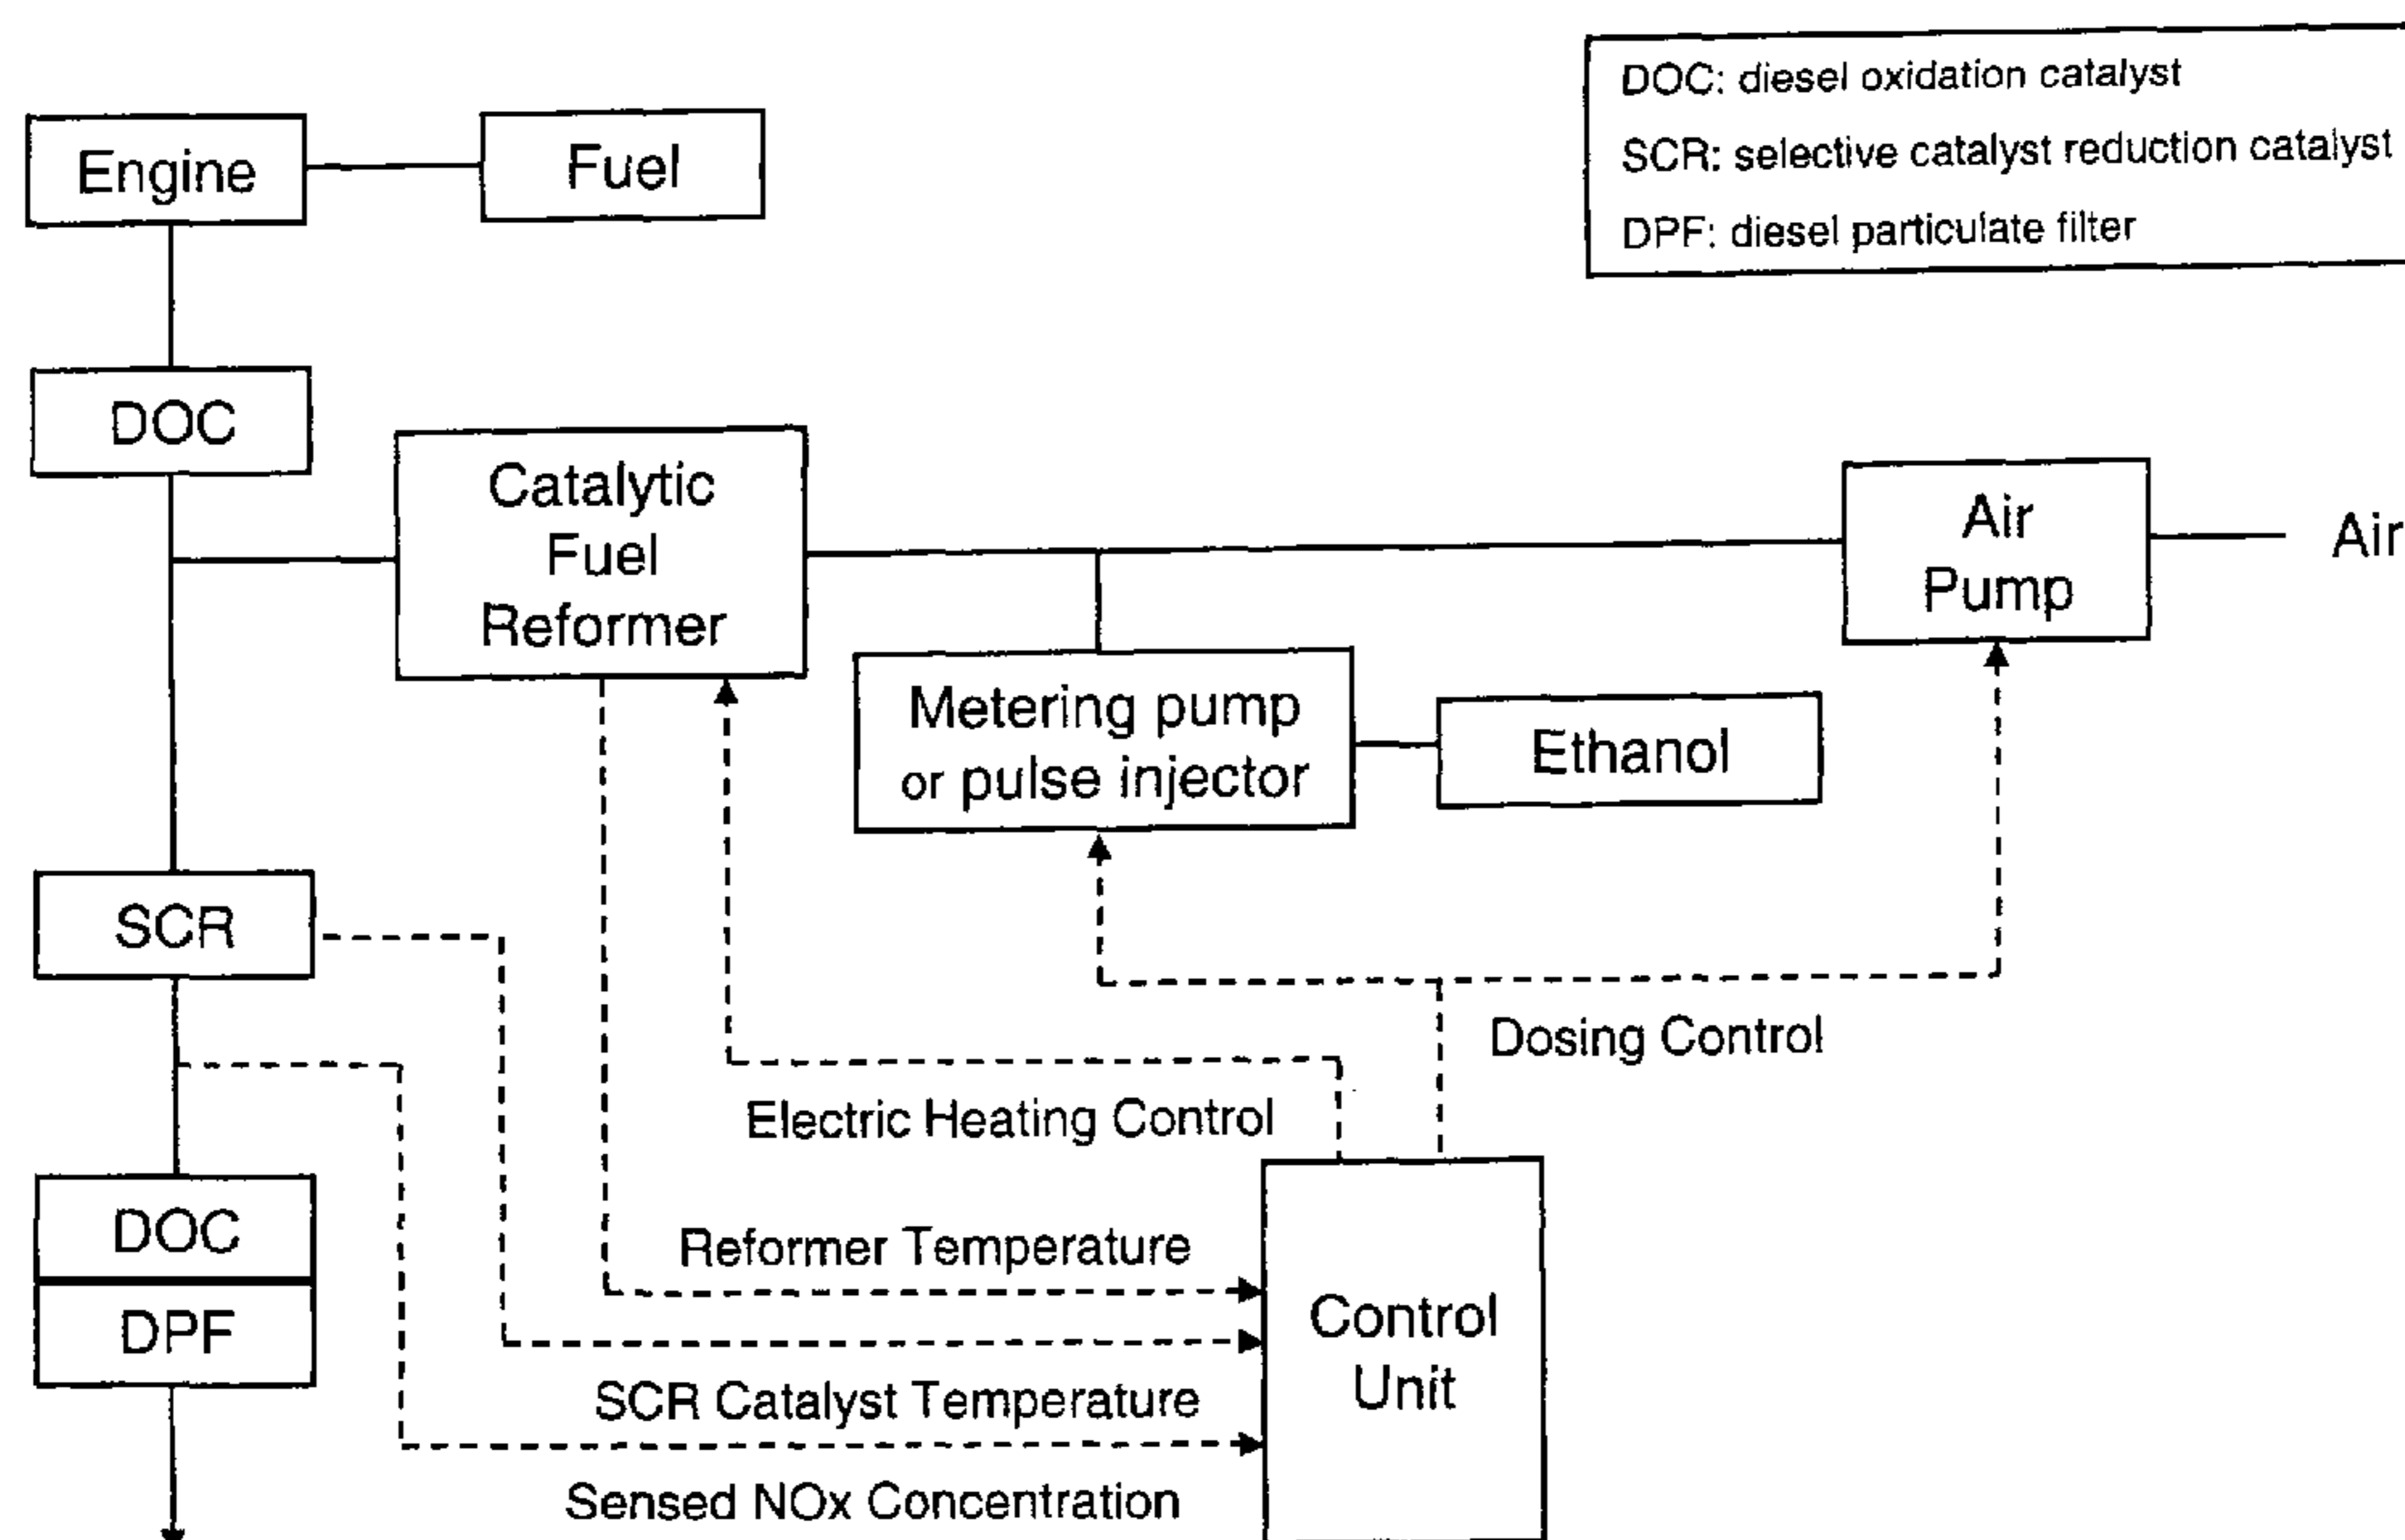 DOC: diesel oxidation catalyst
SCR: selective catalyst reduction catalyst
DPF: diesel particulate filter
Engine
Fuel
DOC
Catalytic
Fuel
Reformer
Air
Pump
Air
Metering pump
or pulse injector
Ethanol
SCR
Dosing Control
Electric Heating Control
DOC
Reformer Temperature
DPF
Control
Unit
SCR Catalyst Temperature
Sensed NOx Concentration